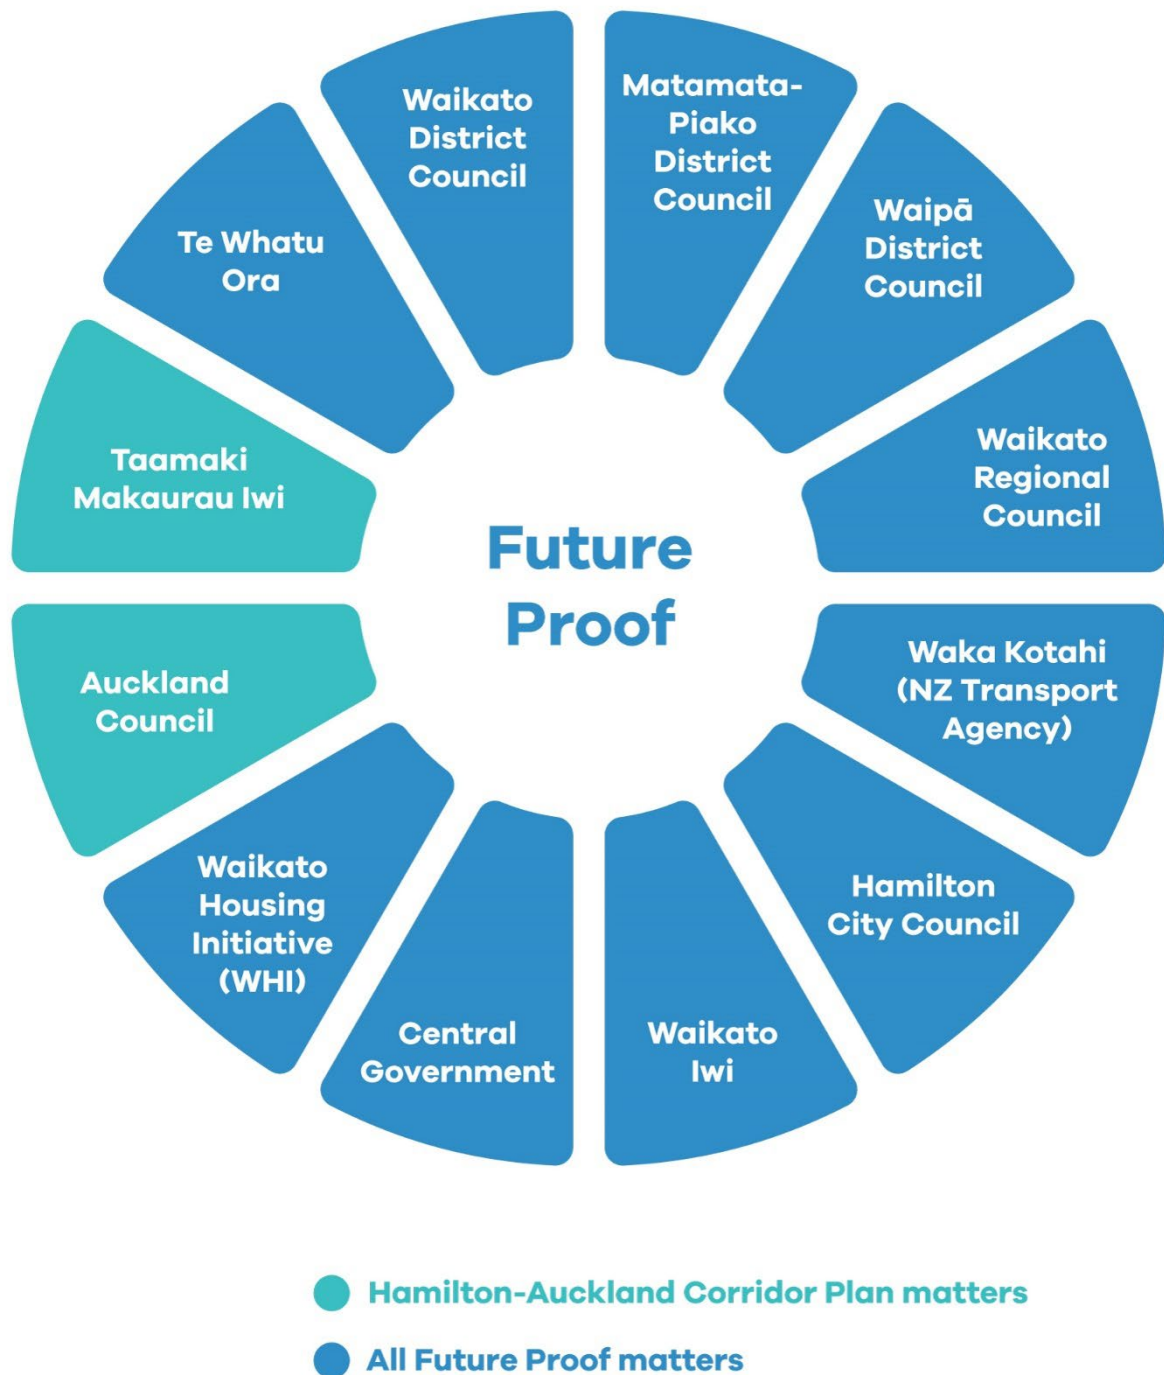 Waikato
District
Council
Matamata-
Piako
District
Council
Waipā
District
Council
Waikato
Regional
Council
Waka Kotahi
(NZ Transport
Agency)
Hamilton
City Council
Waikato
Iwi
Central
Government
Waikato
Housing
Initiative
(WHI)
Auckland
Council
Taamaki
Makaurau Iwi
Te Whatu
Ora
Future
Proof
Hamilton-Auckland Corridor Plan matters
All Future Proof matters